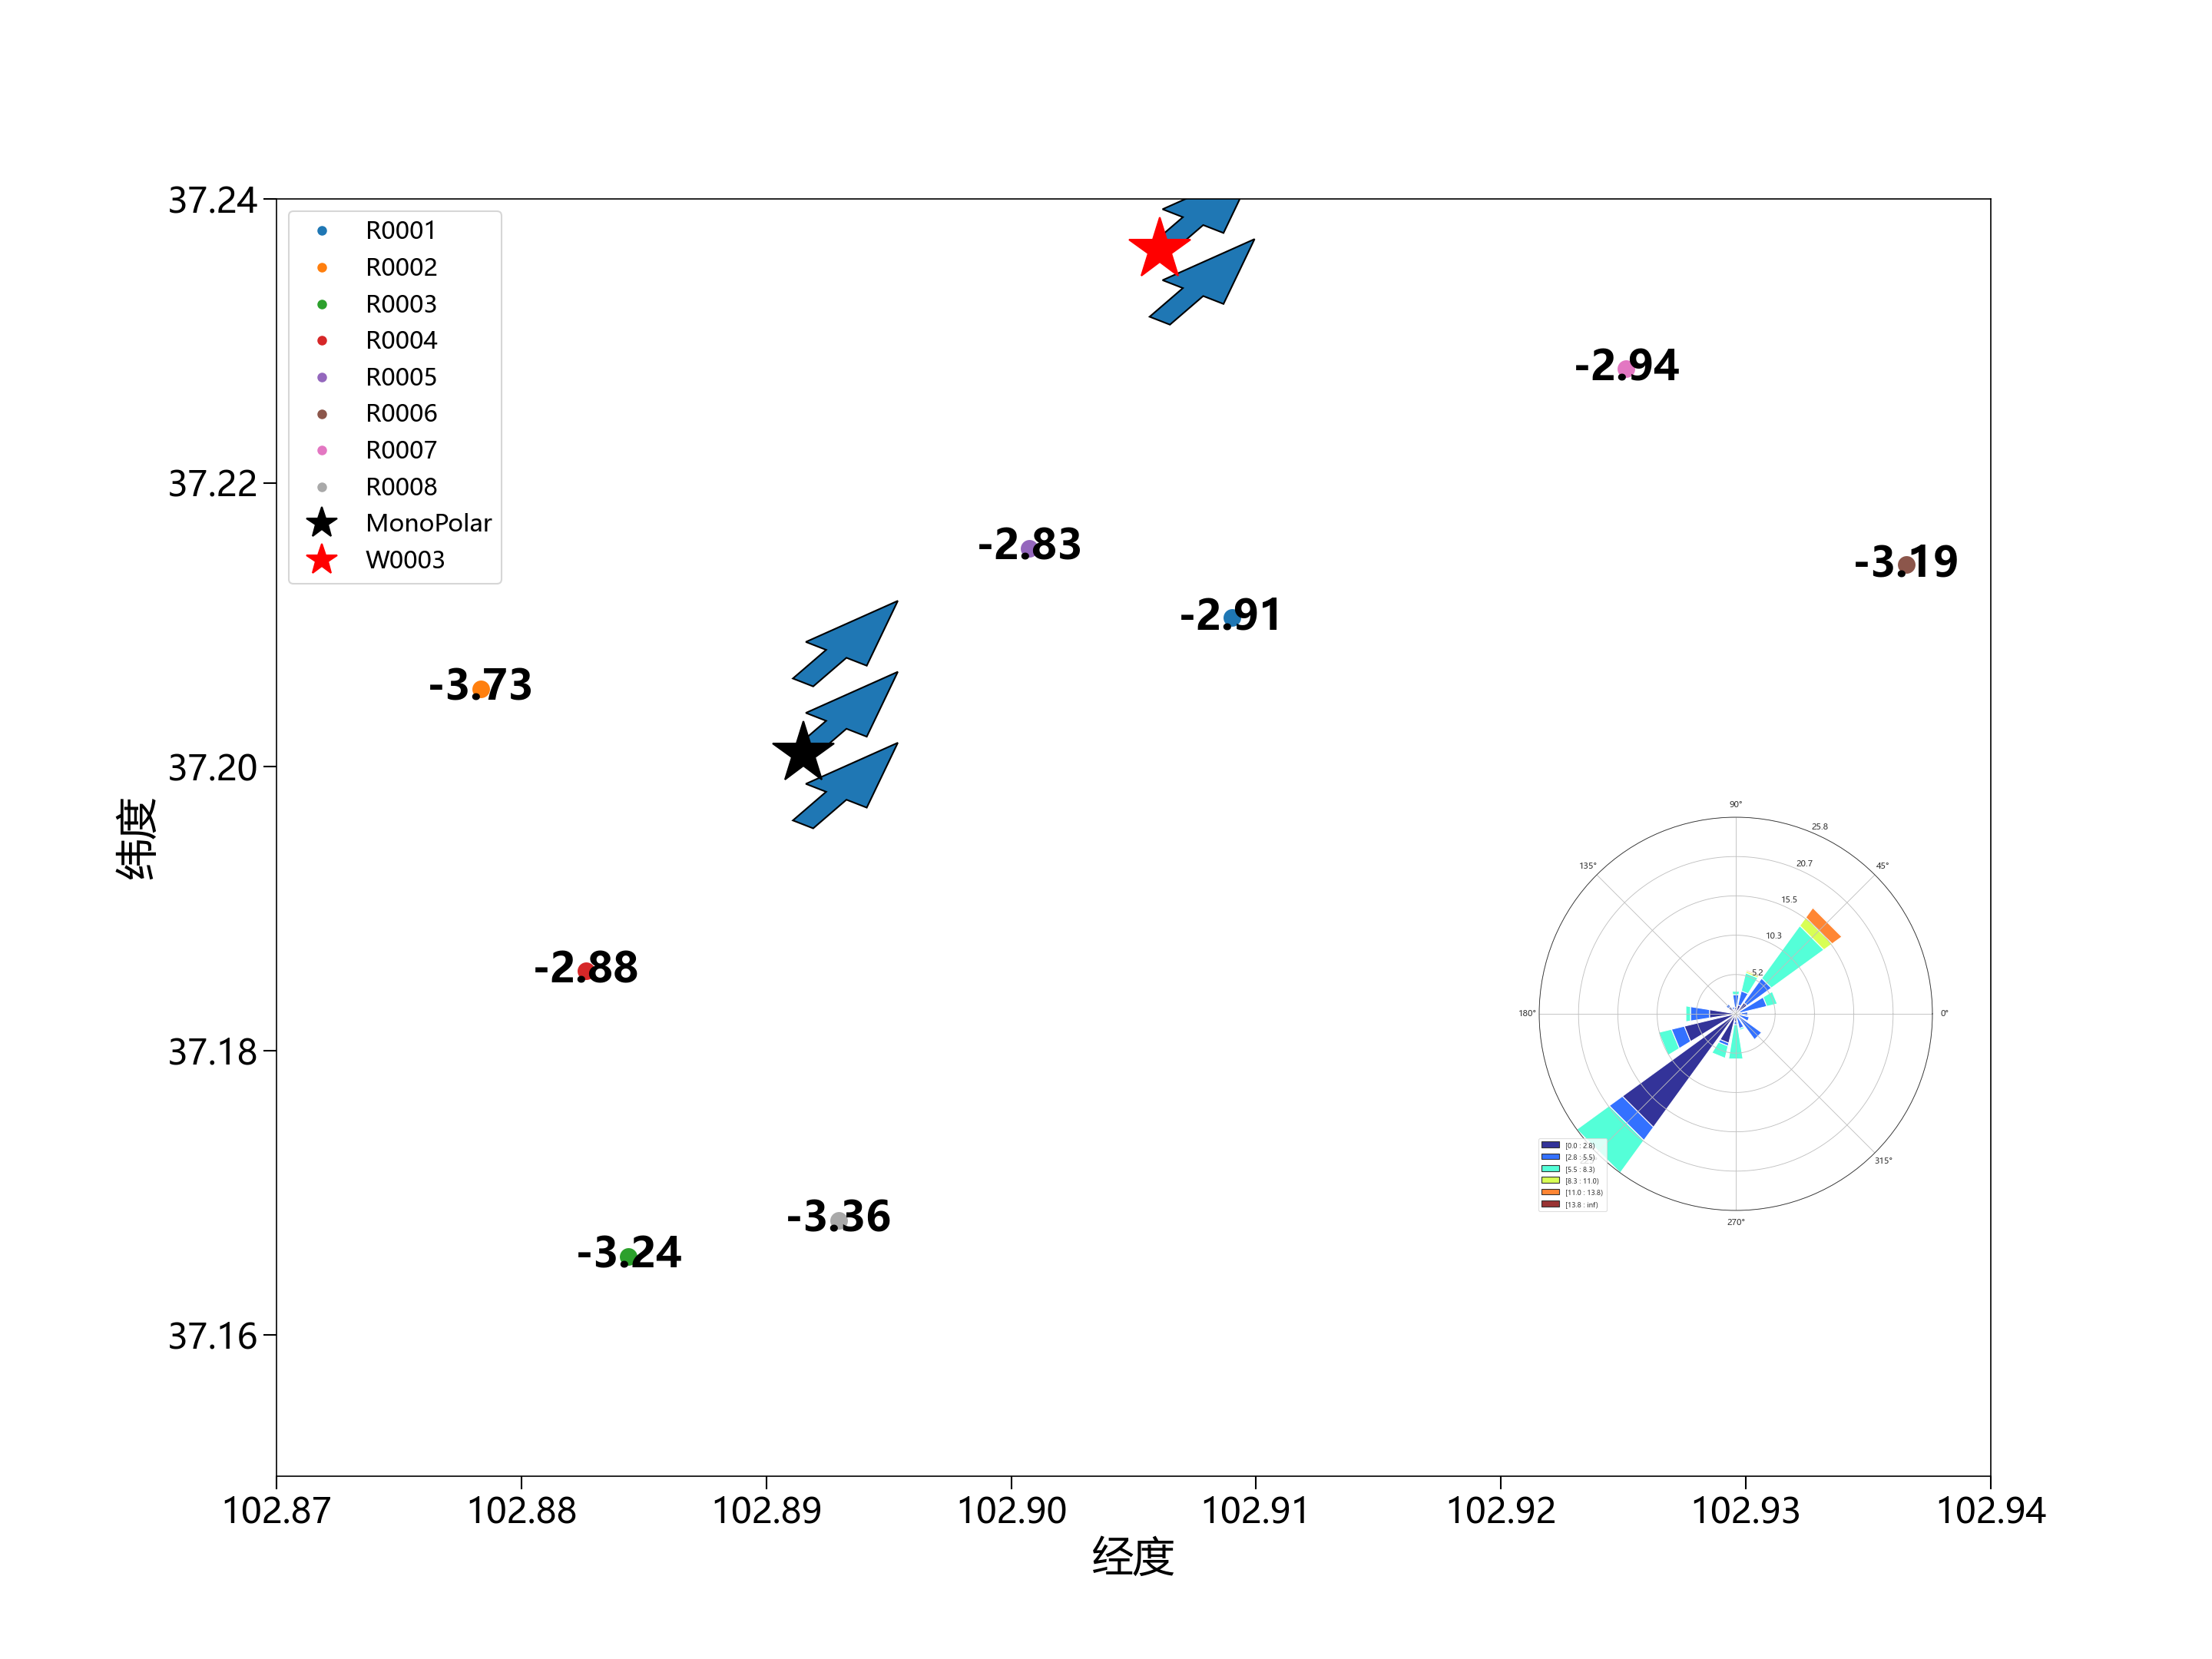 37.24
37.22
37.20
37.18
37.16
纬度
R0001
R0002
R0003
R0004
R0005
R0006
R0007
R0008
MonoPolar
W0003
-2.94
-2.83
-3.19
-2.91
-3.73
-2.88
-3.36
-3.24
90°
25.8
135°
20.7
45°
15.5
10.3
5.2
180°
0°
315°
270°
[0.0 : 2.8)
[2.8 : 5.5)
[5.5 : 8.3)
[8.3 : 11.0)
[11.0 : 13.8)
[13.8 : inf)
102.87
102.88
102.89
102.90
102.91
102.92
102.93
102.94
经度